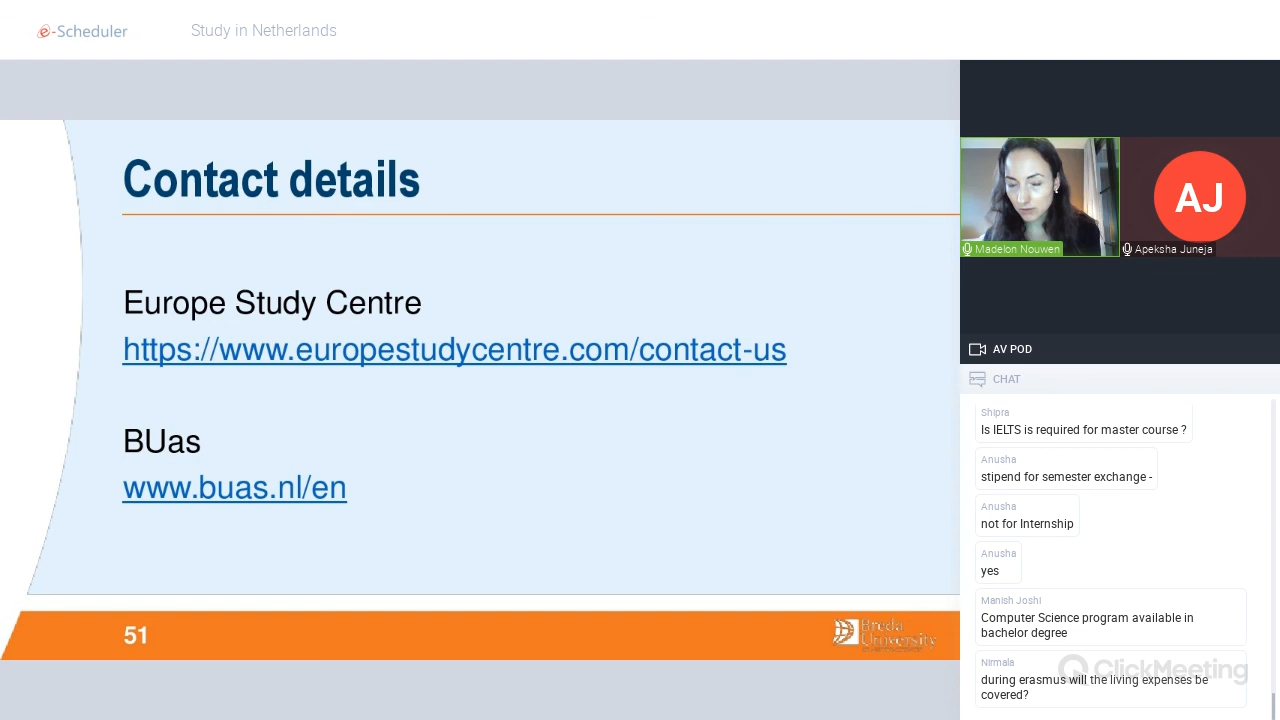 e-Scheduler
Study in Netherlands
Contact details
Europe Study Centre
https://www.europestudycentre.com/contact-us
BUas
www.buas.nl/en
51
Breda
University
AJ
Madelon Nouwen
Apeksha Juneja
AV POD
CHAT
Shipra
Is IELTS is required for master course ?
Anusha
stipend for semester exchange -
Anusha
not for Internship
Anusha
yes
Manish Joshi
Computer Science program available in
bachelor degree
Nirmala
during erasmus will the living expenses be
covered?
ClickMeeting